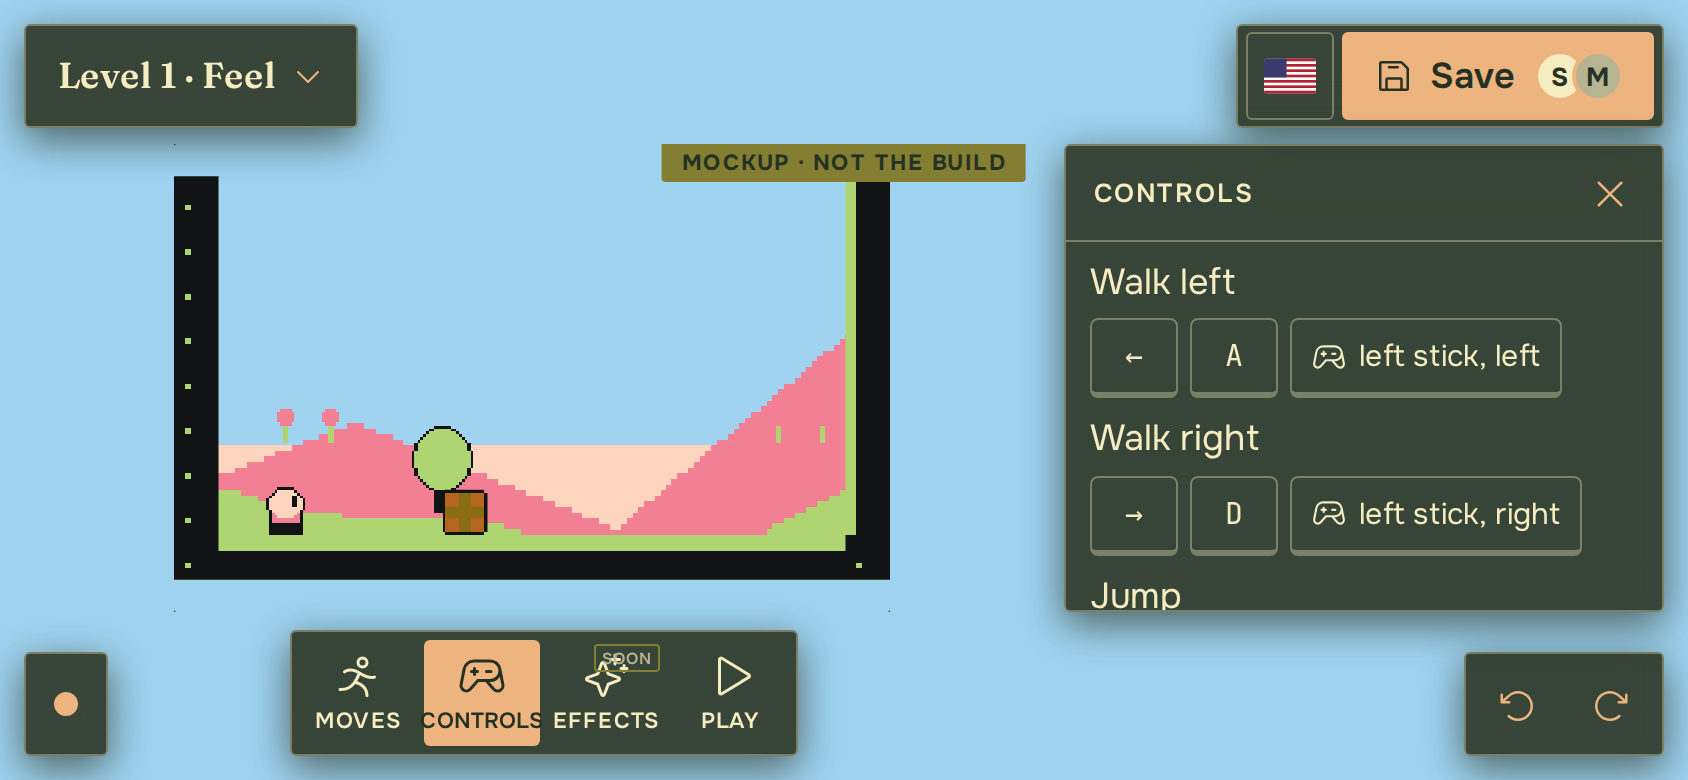 Level 1 · Feel
Save S M
MOCKUP · NOT THE BUILD
CONTROLS
Walk left
← A left stick, left
Walk right
→ D left stick, right
Jump
SOON
MOVES CONTROLS EFFECTS PLAY